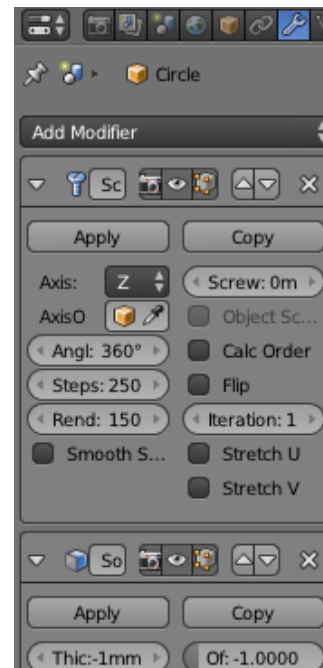 Circle
Add Modifier
Sc
Apply Copy
Axis: Z Screw: 0m
AxisO Object Sc...
Angl: 360° Calc Order
Steps: 250 Flip
Rend: 150 Iteration: 1
Smooth S... Stretch U
Stretch V
So
Apply Copy
Thic:-1mm Of: -1.0000